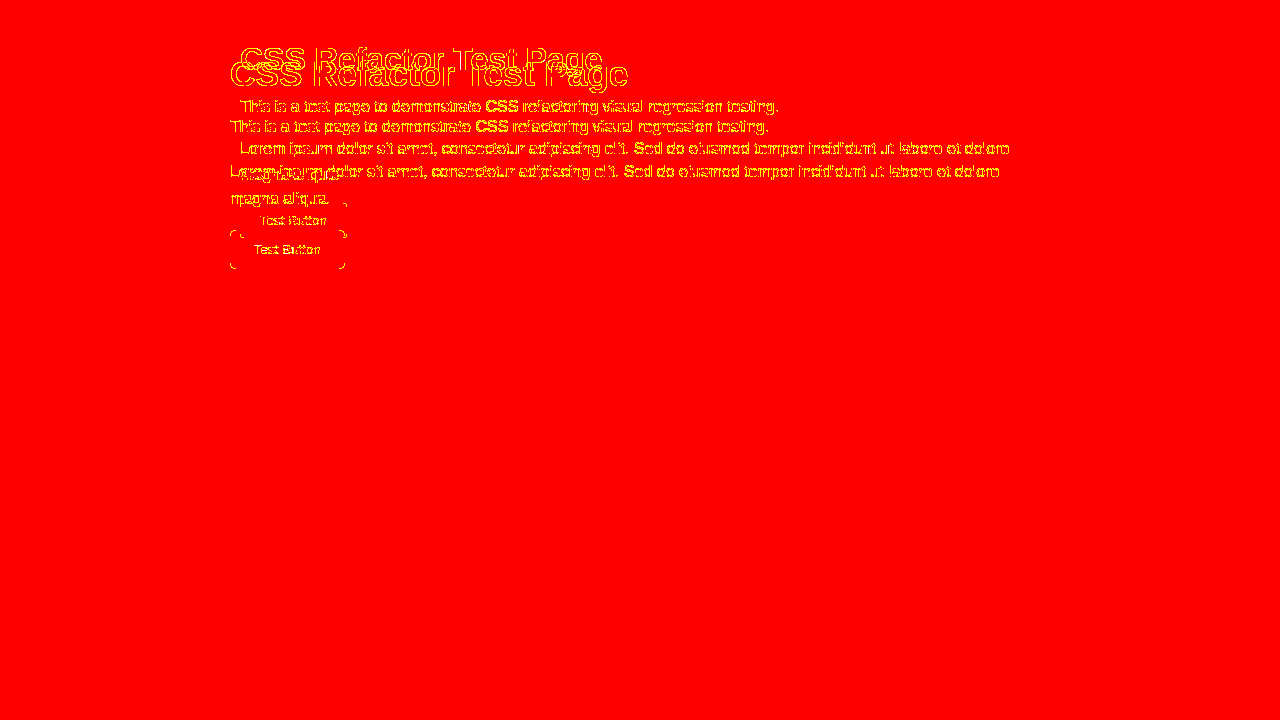 CSS Refactor Test Page
CSS Refactor Test Page
This is a test page to demonstrate CSS refactoring visual regression testing.
This is a test page to demonstrate CSS refactoring visual regression testing.
Lorem ipsum dolor sit amet, consectetur adipiscing elit. Sed do eiusmod tempor incididunt ut labore et dolore
Lorem ipsum dolor sit amet, consectetur adipiscing elit. Sed do eiusmod tempor incididunt ut labore et dolore
magna aliqua.
magna aliqua.
Test Button
Test Button